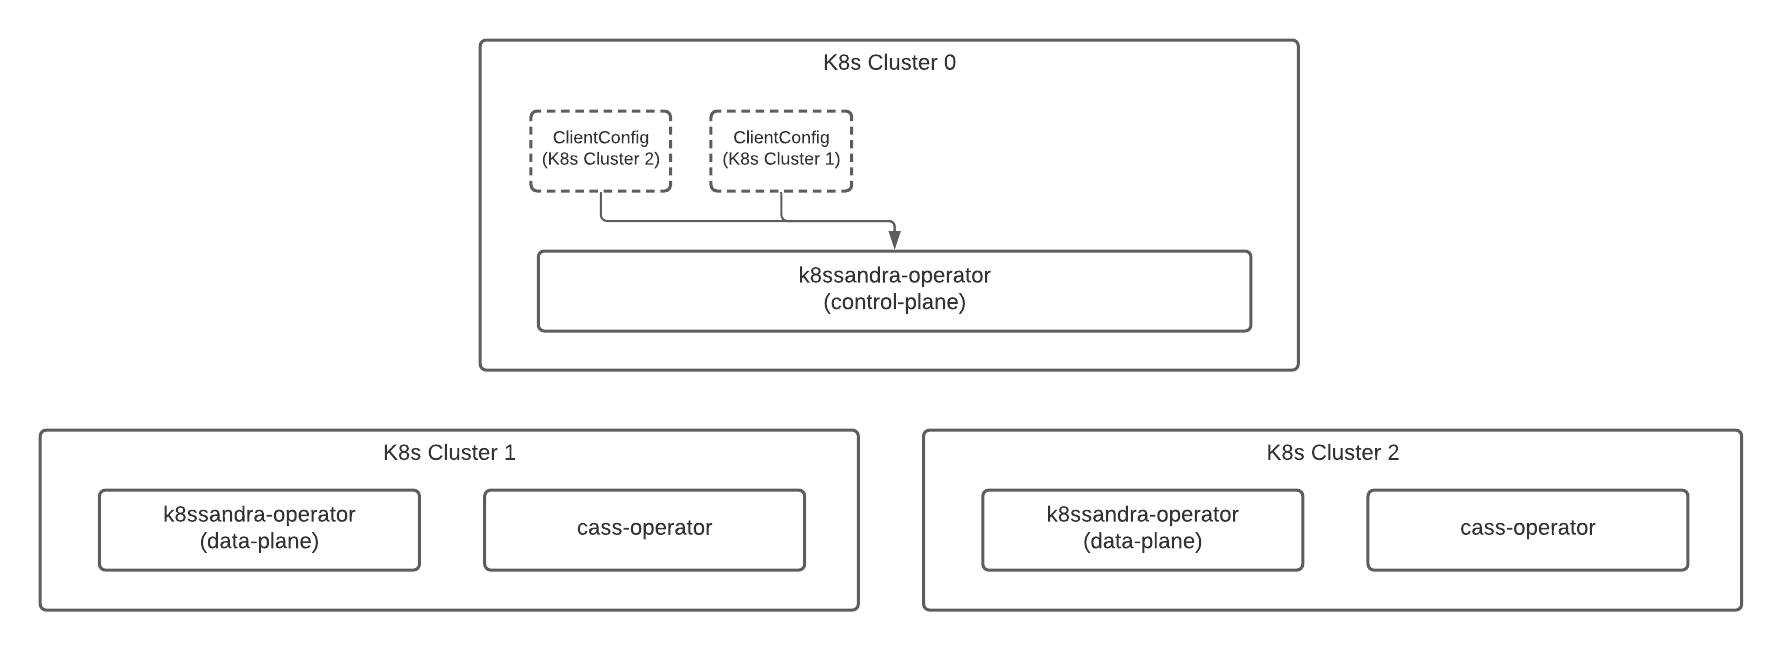 K8s Cluster 0
ClientConfig
(K8s Cluster 2)
ClientConfig
(K8s Cluster 1)
k8ssandra-operator
(control-plane)
K8s Cluster 1
k8ssandra-operator
(data-plane)
cass-operator
K8s Cluster 2
k8ssandra-operator
(data-plane)
cass-operator